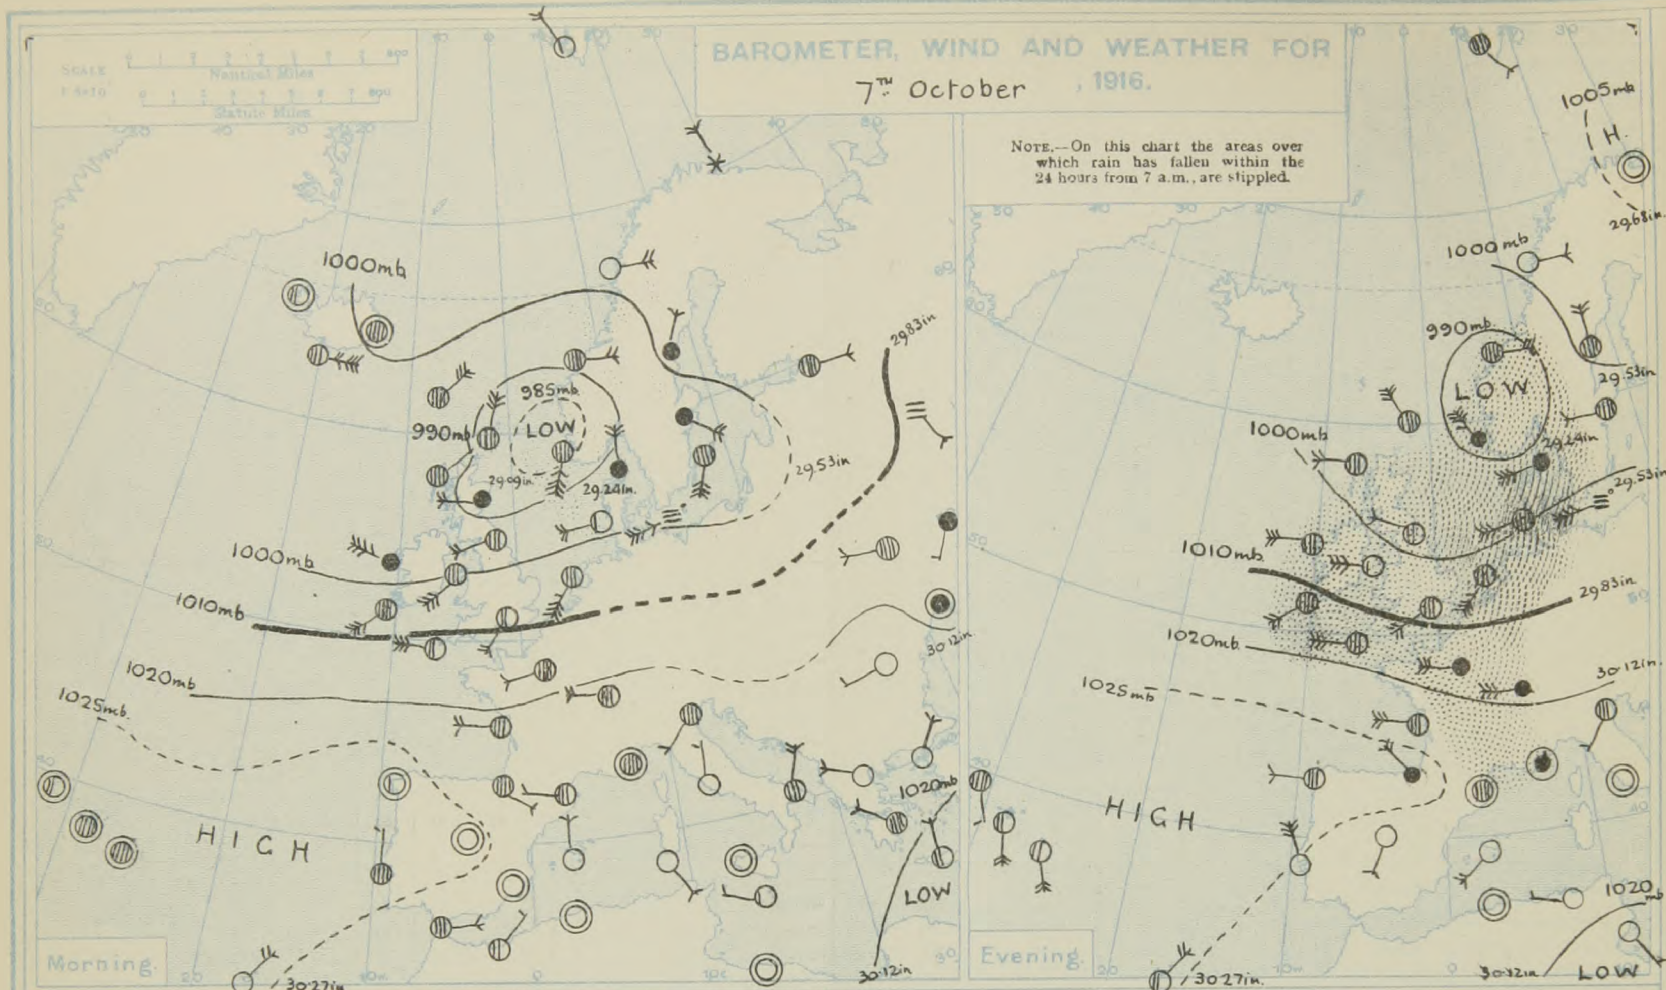 BAROMETER, WIND AND WEATHER FOR
7TH October , 1916.
NOTE.—On this chart the areas over
which rain has fallen within the
24 hours from 7 a.m., are stippled.
SCALE
Nautical Miles
Statute Miles
1000mb
985mb
LOW
990mb
29.09in.
29.24in.
29.53in
29.83in
1000mb
1010mb
1020mb
1025mb.
30.12in
HIGH
1020mb
LOW
30.12in
30.27in.
Morning.
1005mb
H.
29.68in.
1000mb
990mb
LOW
29.53in
1000mb
29.24in
29.53in
1010mb
29.83in
1020mb
30.12in.
1025mb
HIGH
1020
mb
30.12in
LOW
30.27in.
Evening.